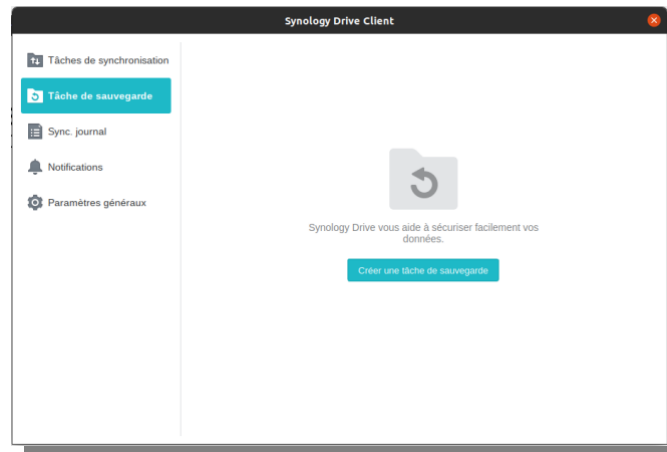 Synology Drive Client
Tâches de synchronisation
Tâche de sauvegarde
Sync. journal
Notifications
Paramètres généraux
Synology Drive vous aide à sécuriser facilement vos
données.
Créer une tâche de sauvegarde